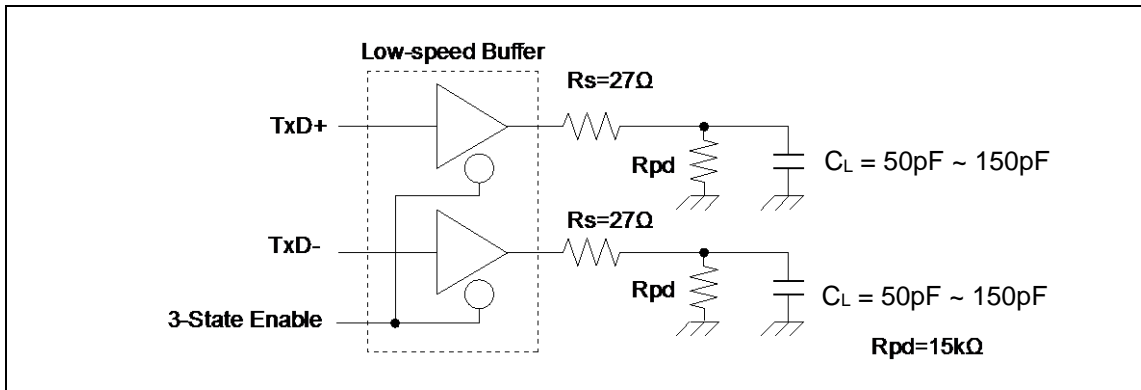 Low-speed Buffer
Rs=27Ω
TxD+
Rpd
CL = 50pF ~ 150pF
Rs=27Ω
TxD-
Rpd
CL = 50pF ~ 150pF
3-State Enable
Rpd=15kΩ